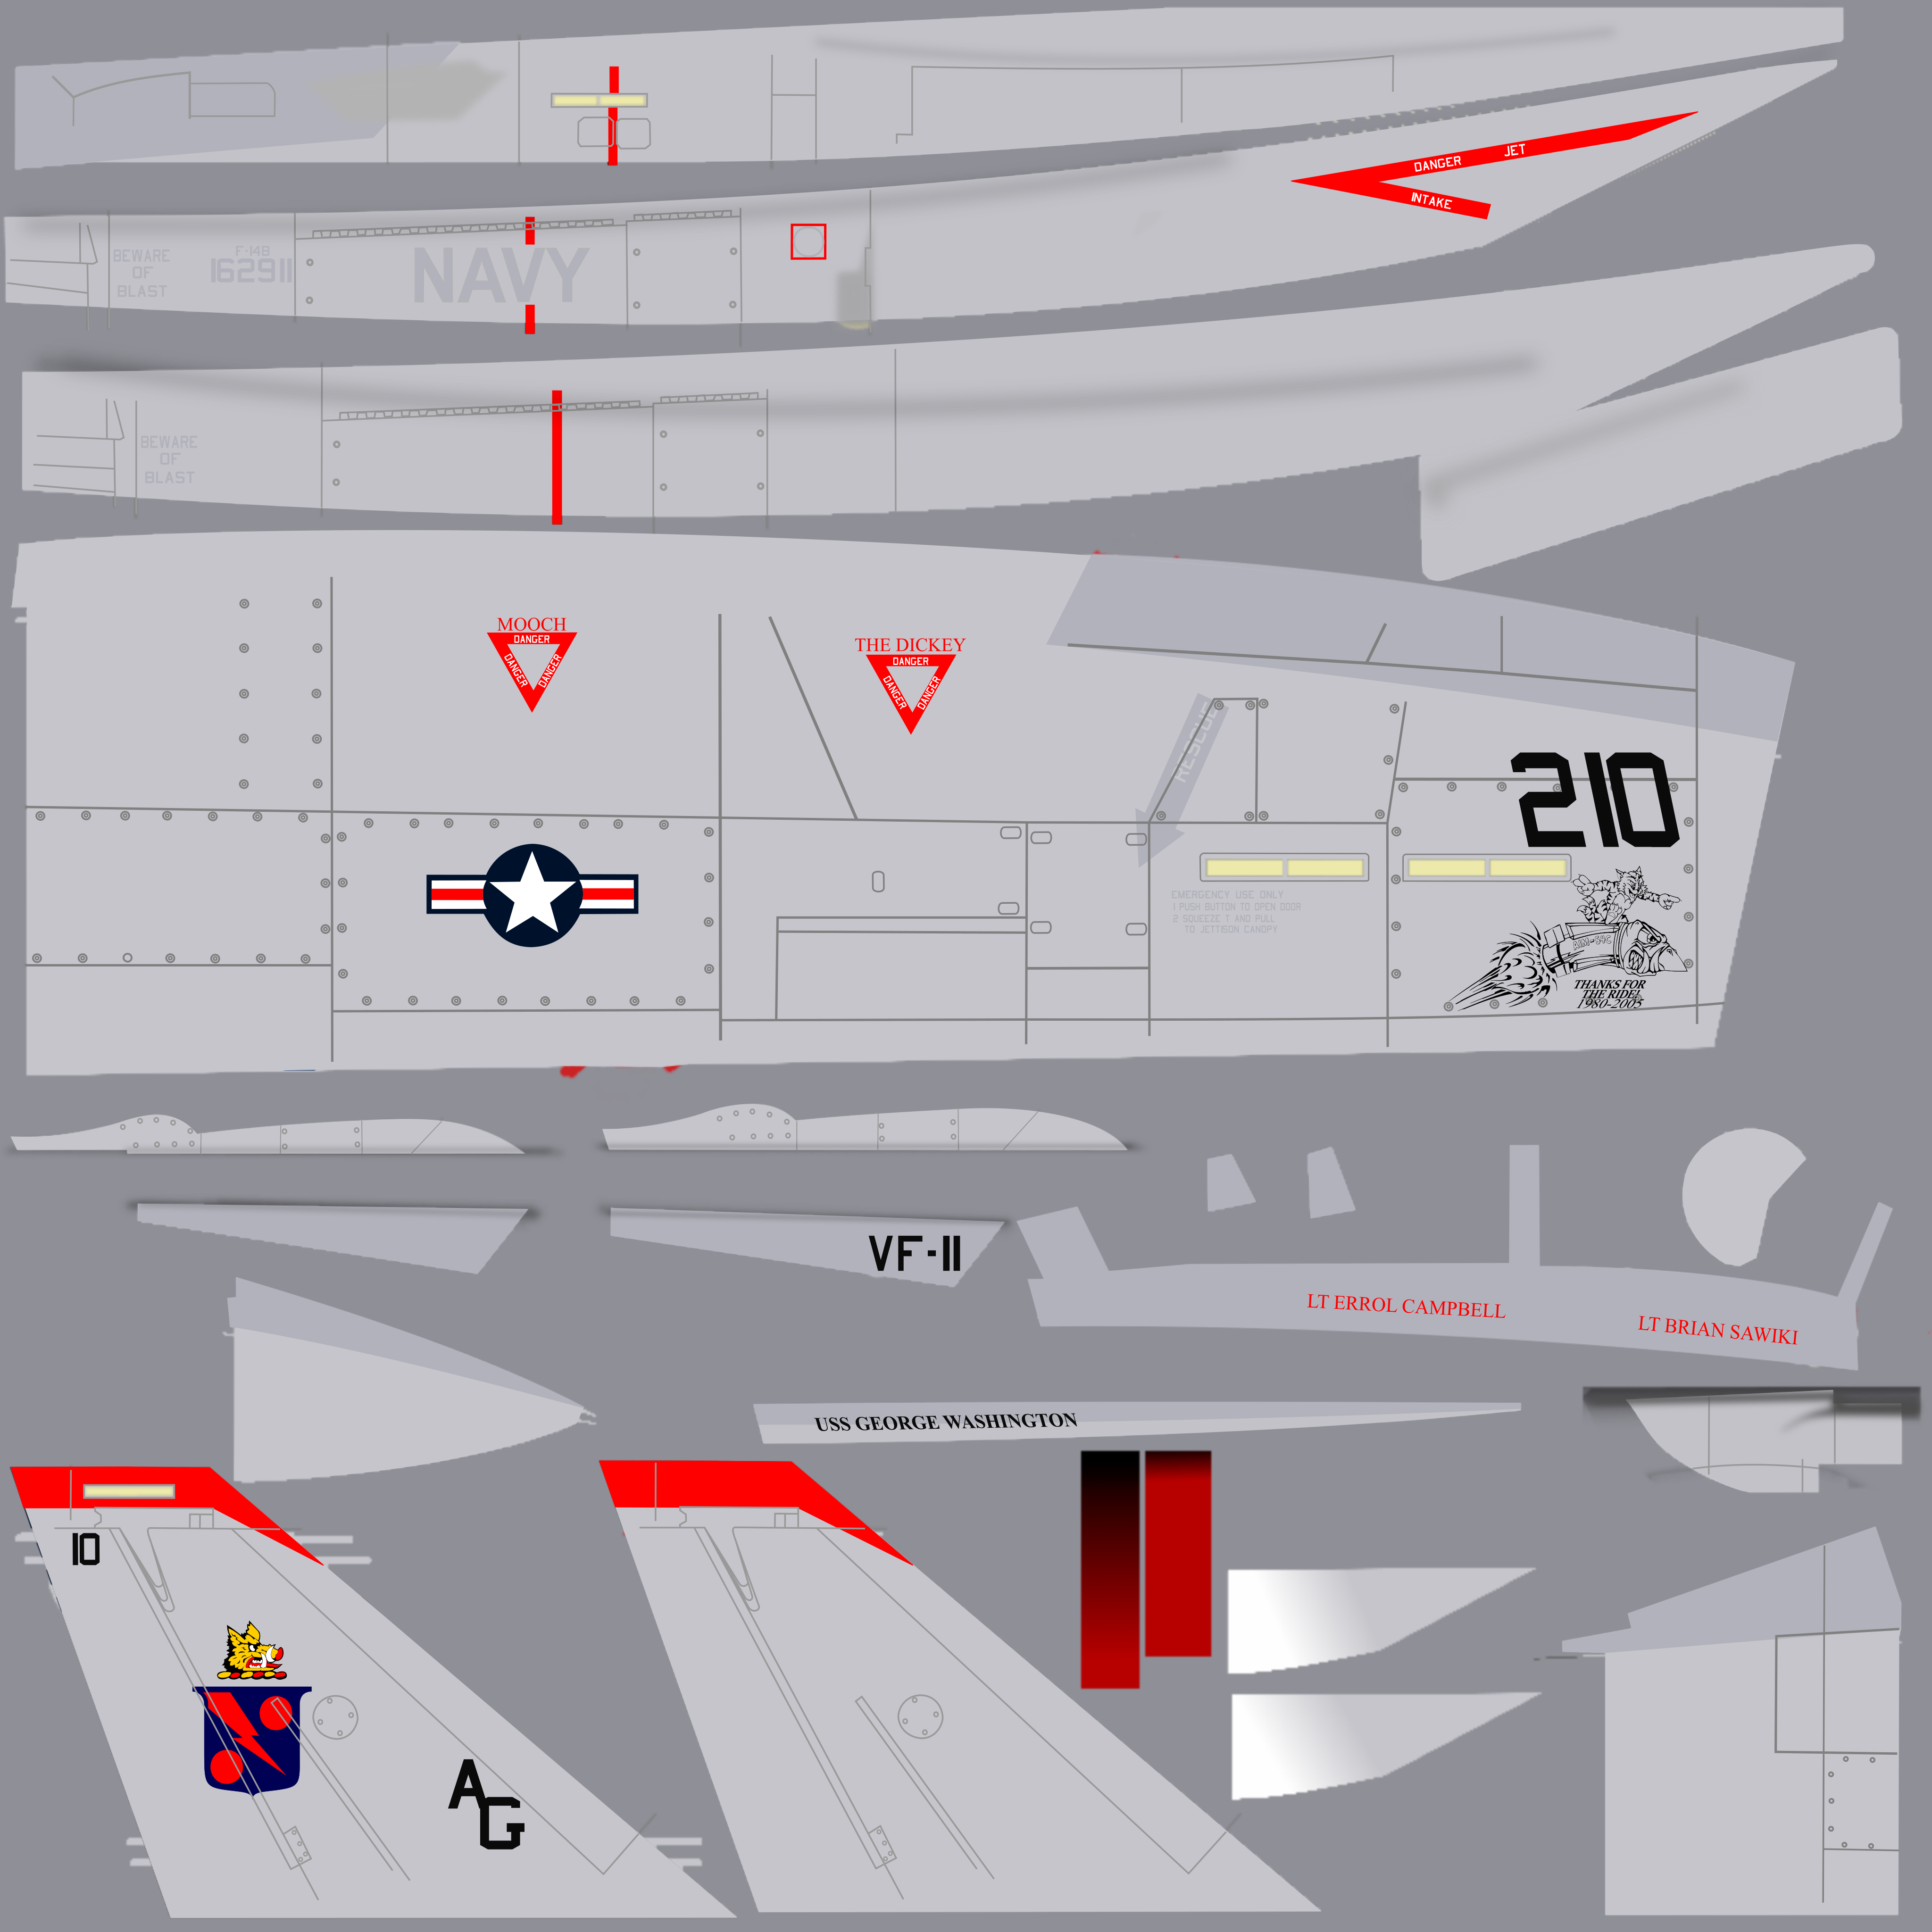 DANGER JET
INTAKE
BEWARE
OF
BLAST
F-14B
162911
NAVY
BEWARE
OF
BLAST
MOOCH
DANGER
DANGER
DANGER
THE DICKEY
DANGER
DANGER
DANGER
RESCUE
210
EMERGENCY USE ONLY
1 PUSH BUTTON TO OPEN DOOR
2 SQUEEZE T AND PULL
TO JETTISON CANOPY
AIM-54C
THANKS FOR
THE RIDE!
1980-2005
VF-11
LT ERROL CAMPBELL
LT BRIAN SAWIKI
USS GEORGE WASHINGTON
10
A
G